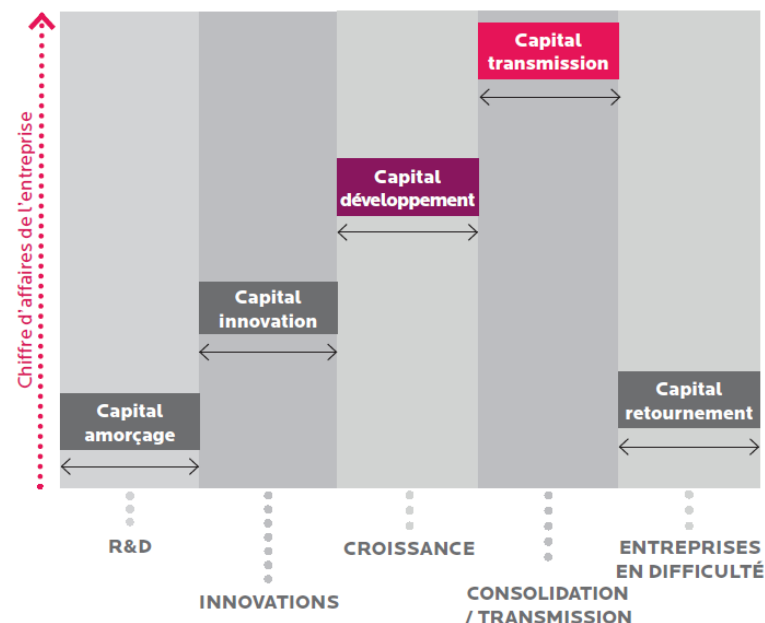 Chiffre d'affaires de l'entreprise
Capital
transmission
Capital
développement
Capital
innovation
Capital
retournement
Capital
amorçage
R&D
INNOVATIONS
CROISSANCE
CONSOLIDATION
/ TRANSMISSION
ENTREPRISES
EN DIFFICULTÉ